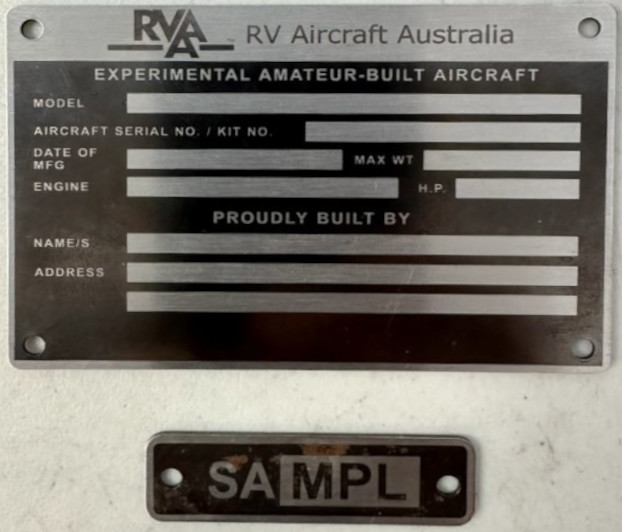 RVAA RV Aircraft Australia
EXPERIMENTAL AMATEUR-BUILT AIRCRAFT
MODEL
AIRCRAFT SERIAL NO. / KIT NO.
DATE OF MFG MAX WT
ENGINE H.P.
PROUDLY BUILT BY
NAME/S
ADDRESS
SAMPL